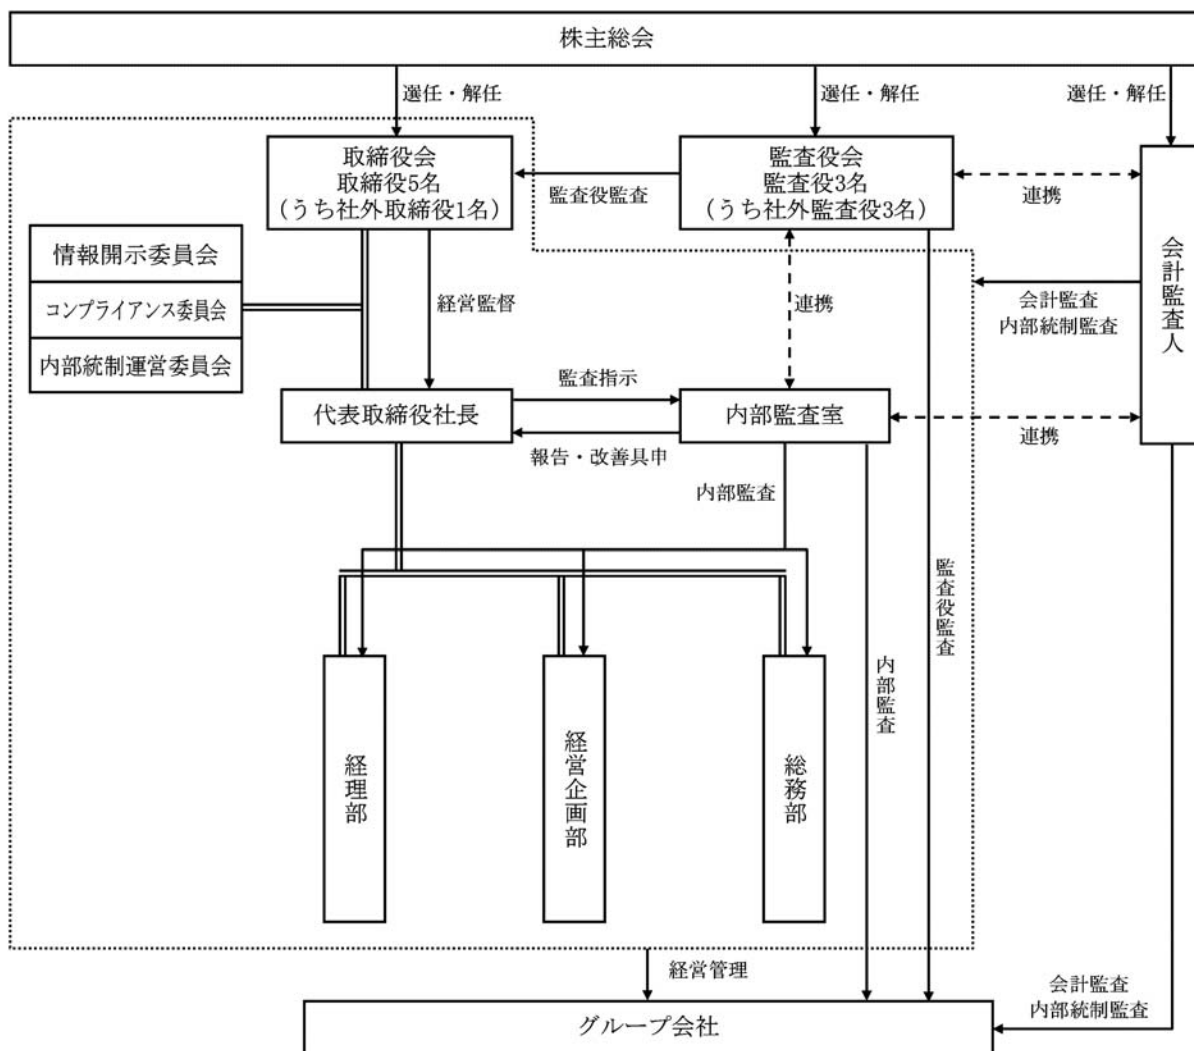 株主総会
選任・解任
選任・解任
選任・解任
取締役会
取締役5名
(うち社外取締役1名)
監査役監査
監査役会
監査役3名
(うち社外監査役3名)
連携
会計監査人
情報開示委員会
コンプライアンス委員会
内部統制運営委員会
経営監督
連携
会計監査
内部統制監査
代表取締役社長
監査指示
報告・改善具申
内部監査室
連携
内部監査
監査役監査
内部監査
経理部
経営企画部
総務部
経営管理
会計監査
内部統制監査
グループ会社